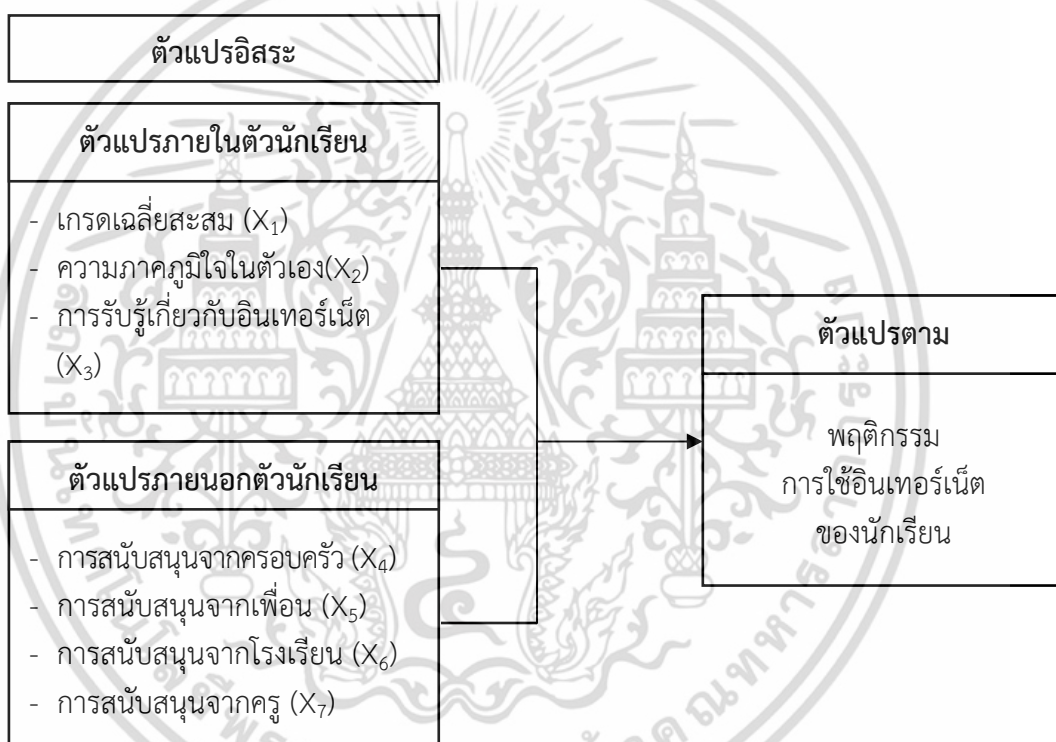 ตัวแปรอิสระ
ตัวแปรภายในตัวนักเรียน
- เกรดเฉลี่ยสะสม (X₁)
- ความภาคภูมิใจในตัวเอง(X₂)
- การรับรู้เกี่ยวกับอินเทอร์เน็ต
(X₃)
ตัวแปรภายนอกตัวนักเรียน
- การสนับสนุนจากครอบครัว (X₄)
- การสนับสนุนจากเพื่อน (X₅)
- การสนับสนุนจากโรงเรียน (X₆)
- การสนับสนุนจากครู (X₇)
ตัวแปรตาม
พฤติกรรม
การใช้อินเทอร์เน็ต
ของนักเรียน